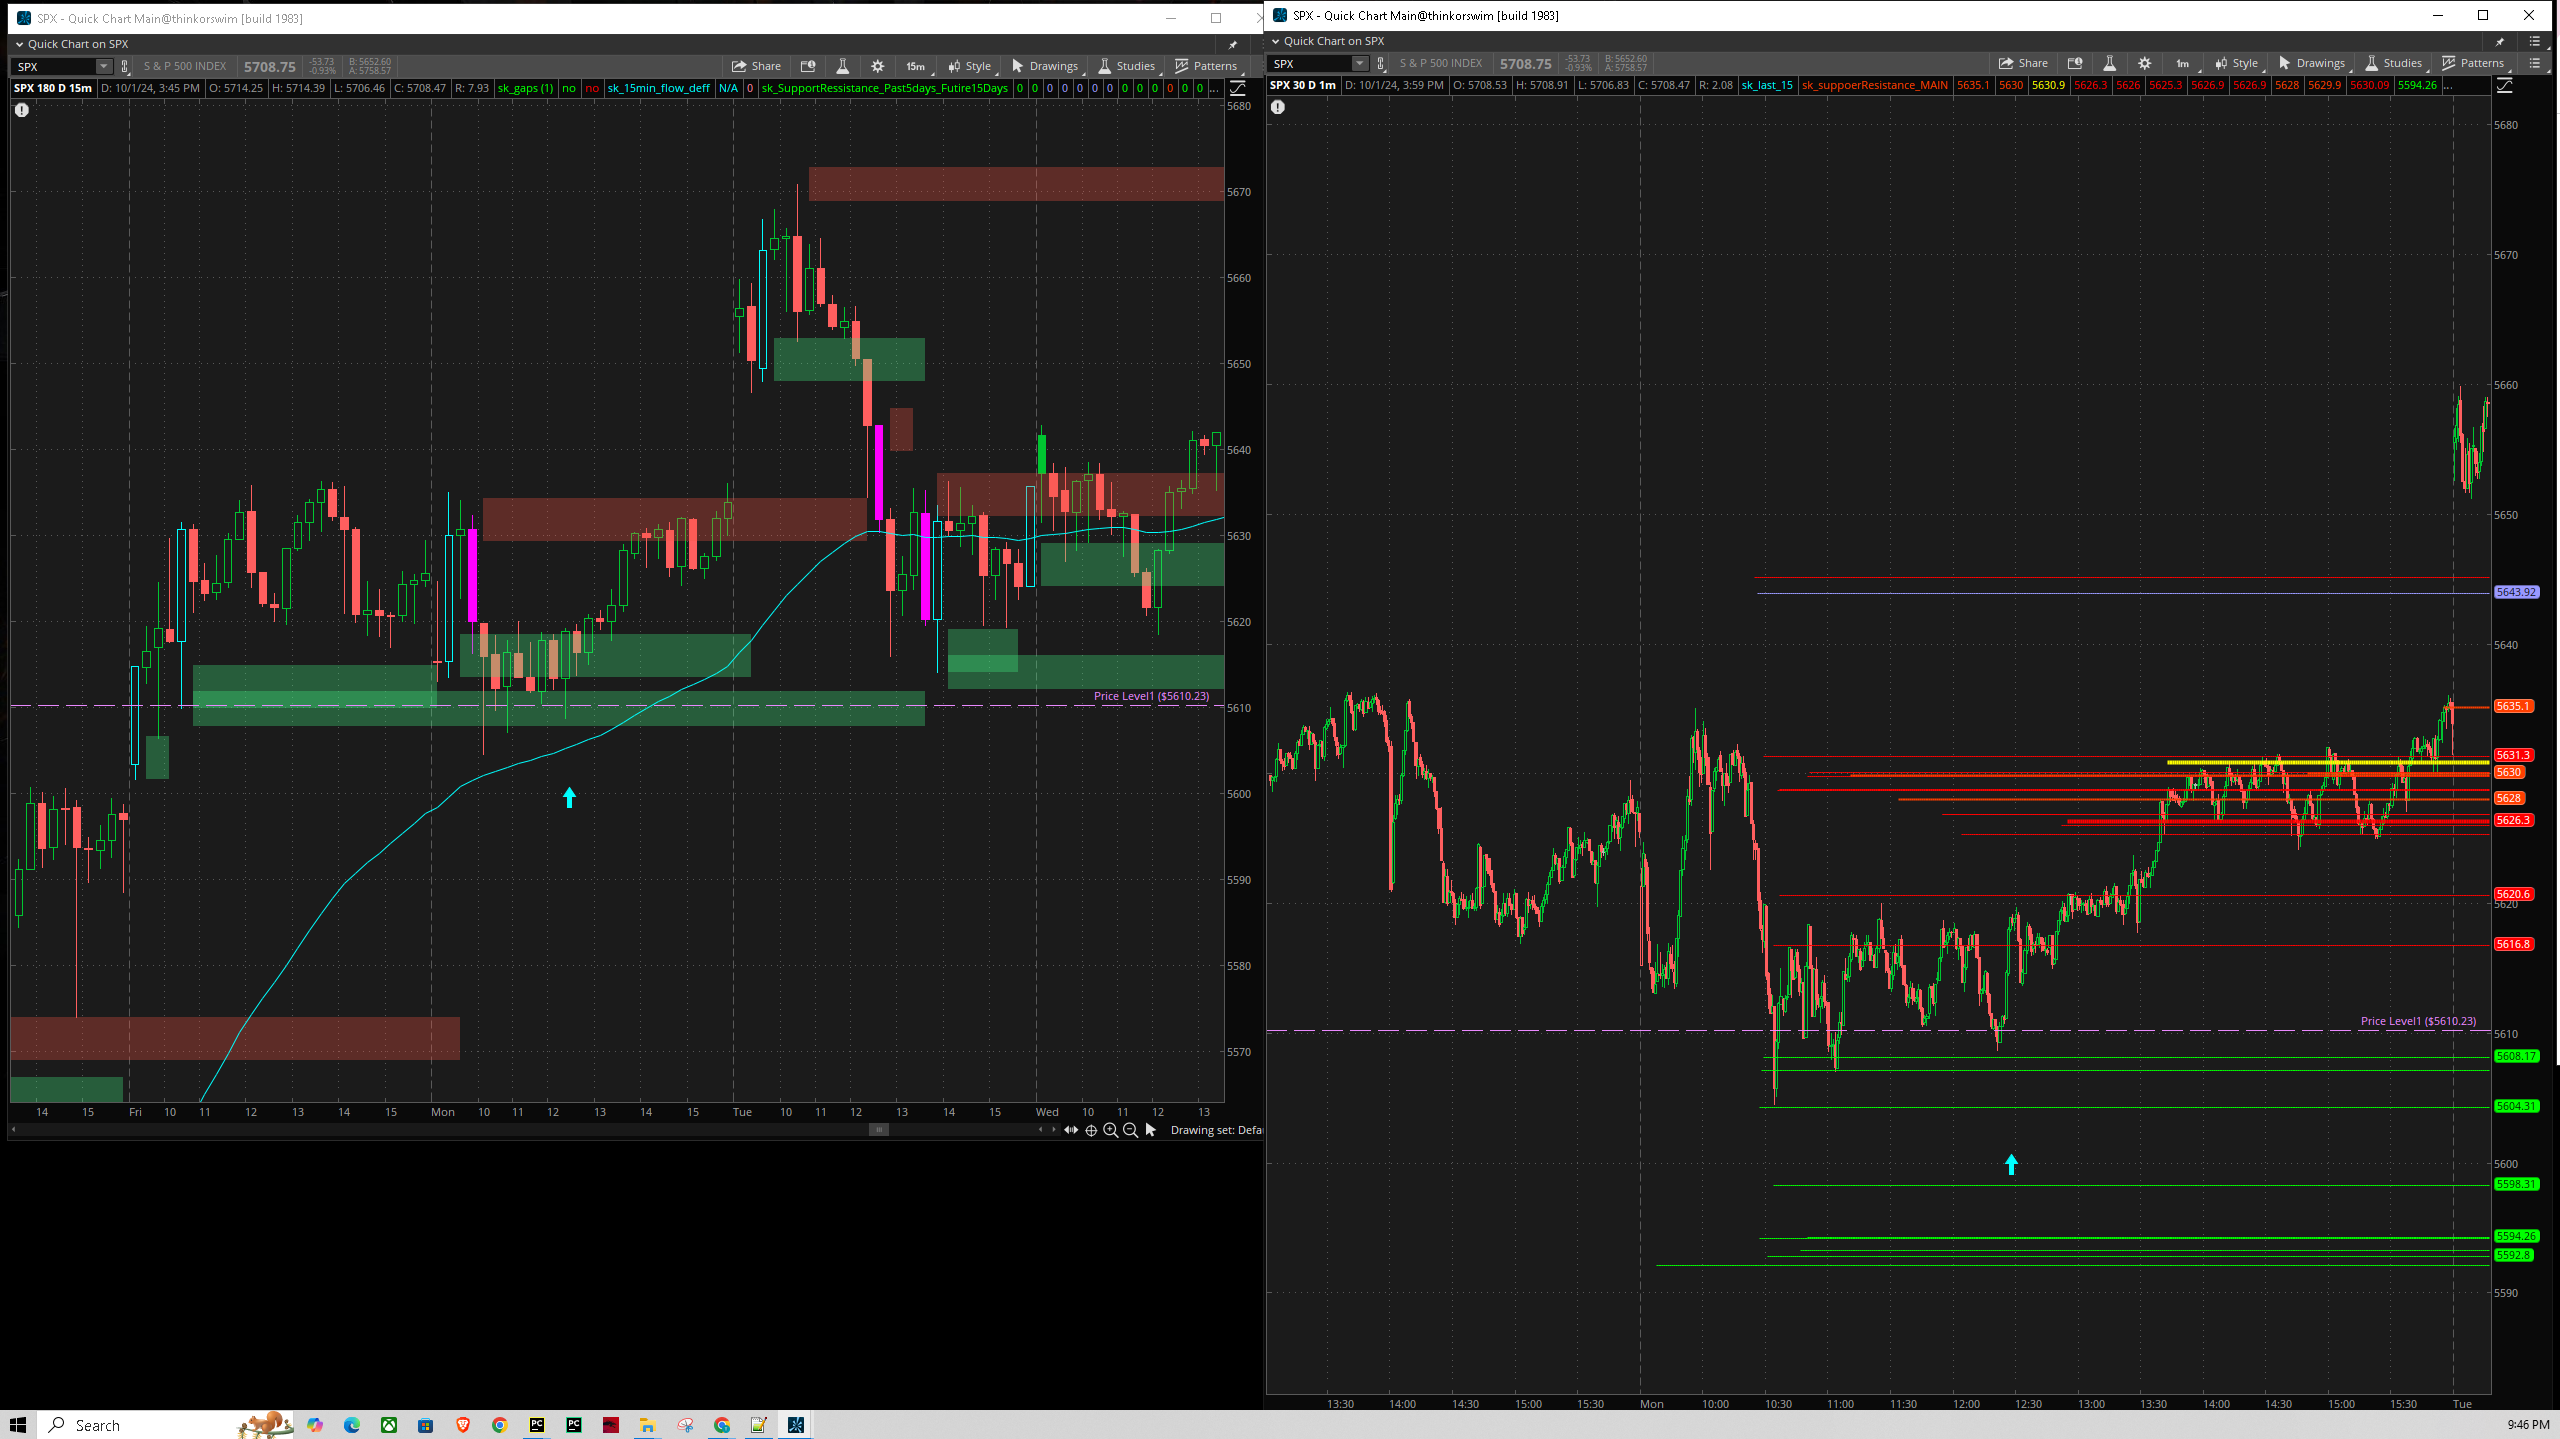 SPX - Quick Chart Main@thinkorswim [build 1983]
Quick Chart on SPX
SPX S & P 500 INDEX 5708.75 -53.73 -0.93% B: 5652.60 A: 5758.57 Share 15m Style Drawings Studies Patterns
SPX 180 D 15m D: 10/1/24, 3:45 PM O: 5714.25 H: 5714.39 L: 5706.46 C: 5708.47 R: 7.93 sk_gaps (1) no no sk_15min_flow_deff N/A 0 sk_SupportRessistance_Past5days_Futire15Days 0 0 0 0 0 0 0 0 0 0 0 0 0 ...
5680
5670
5660
5650
5640
5630
5620
Price Level1 ($5610.23)
5610
5600
5590
5580
5570
14 15 Fri 10 11 12 13 14 15 Mon 10 11 12 13 14 15 Tue 10 11 12 13 14 15 Wed 10 11 12 13
Drawing set: Defa
SPX - Quick Chart Main@thinkorswim [build 1983]
Quick Chart on SPX
SPX S & P 500 INDEX 5708.75 -53.73 -0.93% B: 5652.60 A: 5758.57 Share 1m Style Drawings Studies Patterns
SPX 30 D 1m D: 10/1/24, 3:59 PM O: 5708.53 H: 5708.91 L: 5706.83 C: 5708.47 R: 2.08 sk_last_15 sk_suppoerResistance_MAIN 5635.1 5630 5630.9 5626.3 5626 5625.3 5626.9 5626.9 5628 5629.9 5630.09 5594.26 ...
5680
5670
5660
5650
5643.92
5640
5635.1
5631.3
5630
5628
5626.3
5620.6
5620
5616.8
Price Level1 ($5610.23)
5610
5608.17
5604.31
5600
5598.31
5594.26
5592.8
5590
13:30 14:00 14:30 15:00 15:30 Mon 10:00 10:30 11:00 11:30 12:00 12:30 13:00 13:30 14:00 14:30 15:00 15:30 Tue
Search
PC PC
9:46 PM